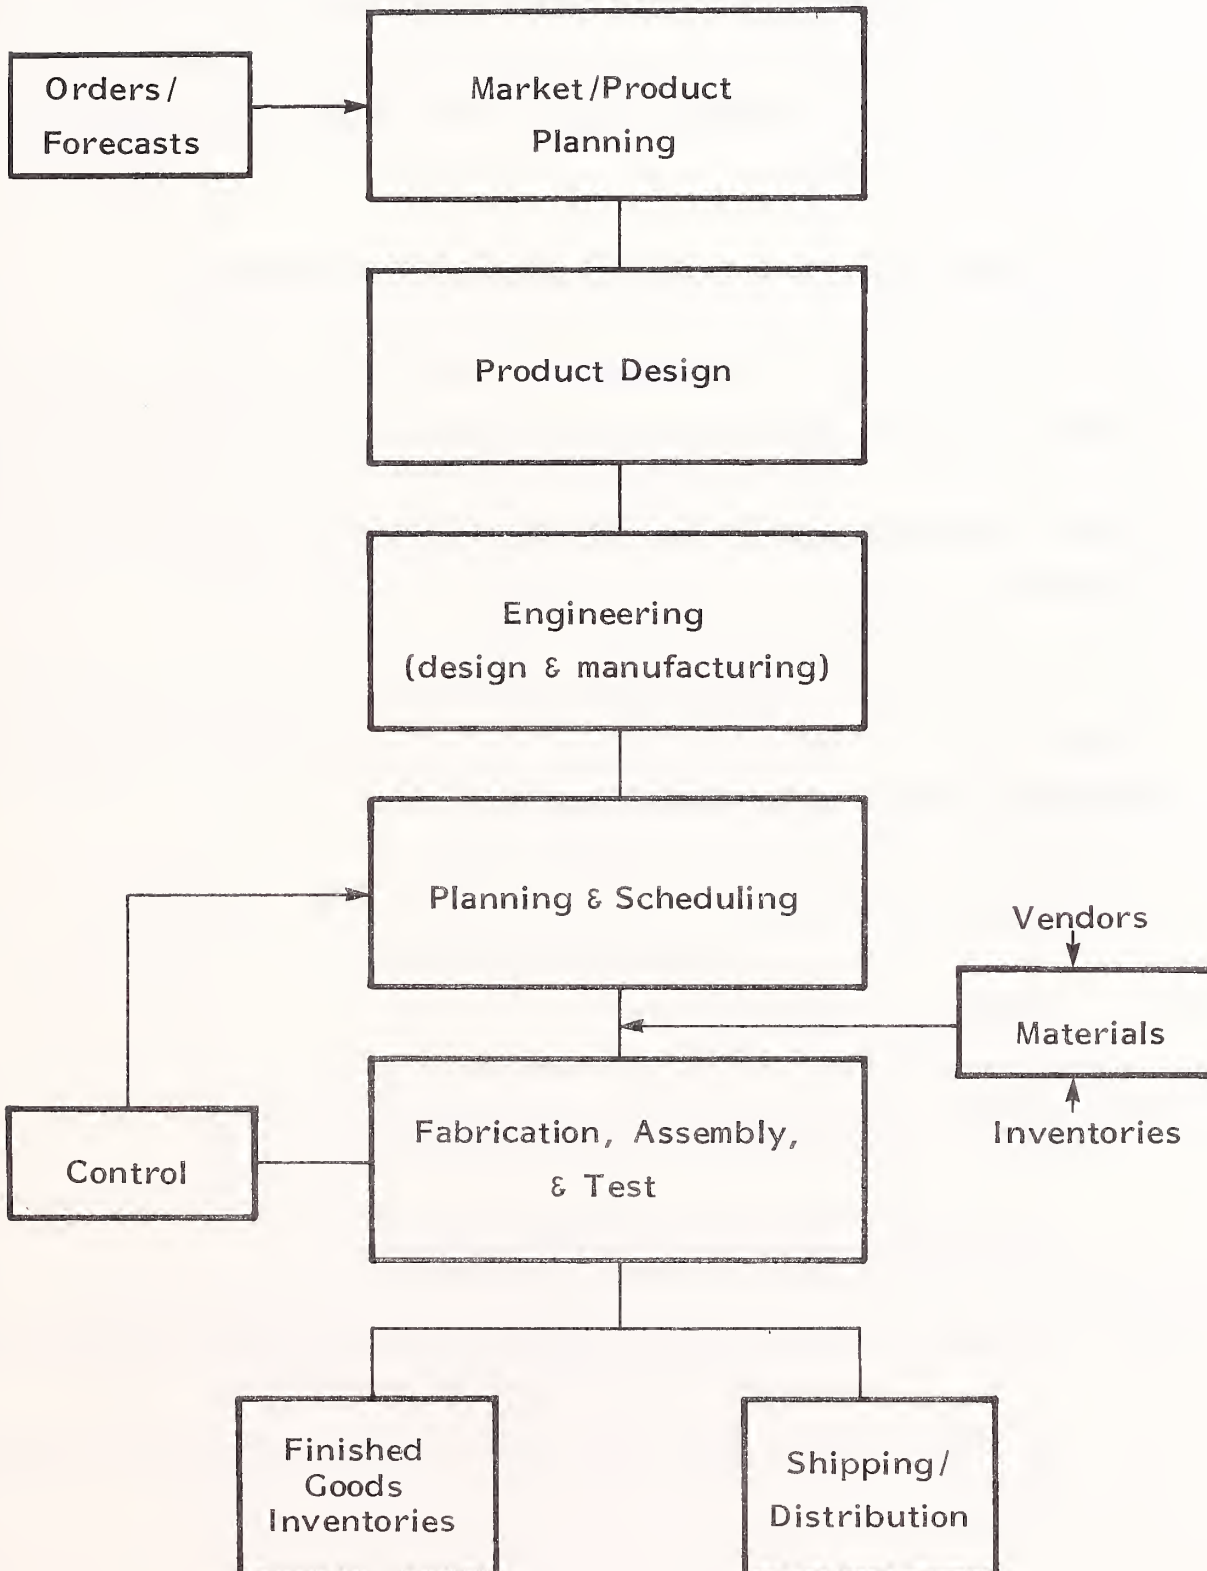 Orders/
Forecasts
Market/Product
Planning
Product Design
Engineering
(design & manufacturing)
Planning & Scheduling
Vendors
Materials
Inventories
Control
Fabrication, Assembly,
& Test
Finished
Goods
Inventories
Shipping/
Distribution